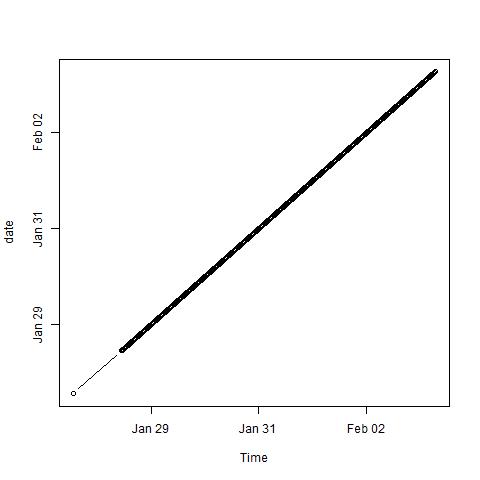 date
Feb 02
Jan 31
Jan 29
Jan 29 Jan 31 Feb 02
Time